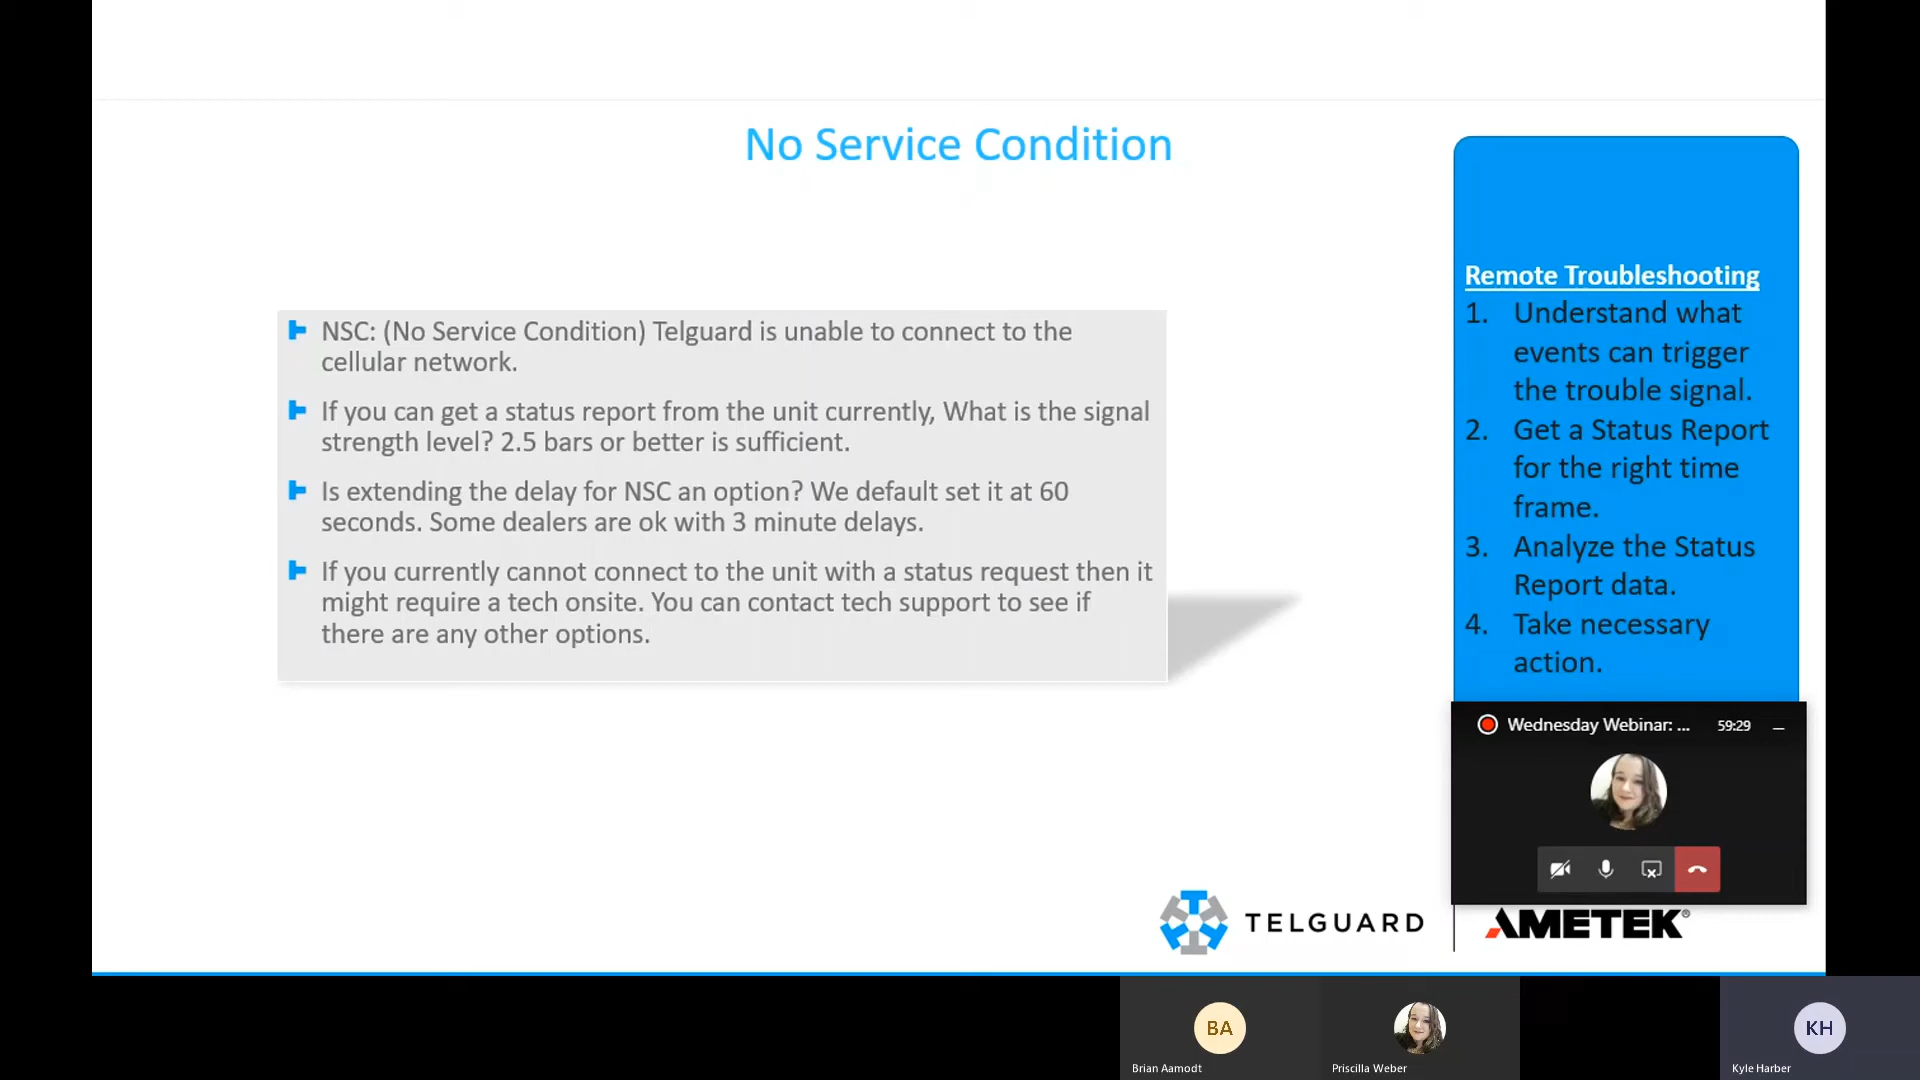 No Service Condition
NSC: (No Service Condition) Telguard is unable to connect to the
cellular network.
If you can get a status report from the unit currently, What is the signal
strength level? 2.5 bars or better is sufficient.
Is extending the delay for NSC an option? We default set it at 60
seconds. Some dealers are ok with 3 minute delays.
If you currently cannot connect to the unit with a status request then it
might require a tech onsite. You can contact tech support to see if
there are any other options.
Remote Troubleshooting
1. Understand what
events can trigger
the trouble signal.
2. Get a Status Report
for the right time
frame.
3. Analyze the Status
Report data.
4. Take necessary
action.
Wednesday Webinar: ... 59:29
TELGUARD
AMETEK®
BA
KH
Brian Aamodt
Priscilla Weber
Kyle Harber